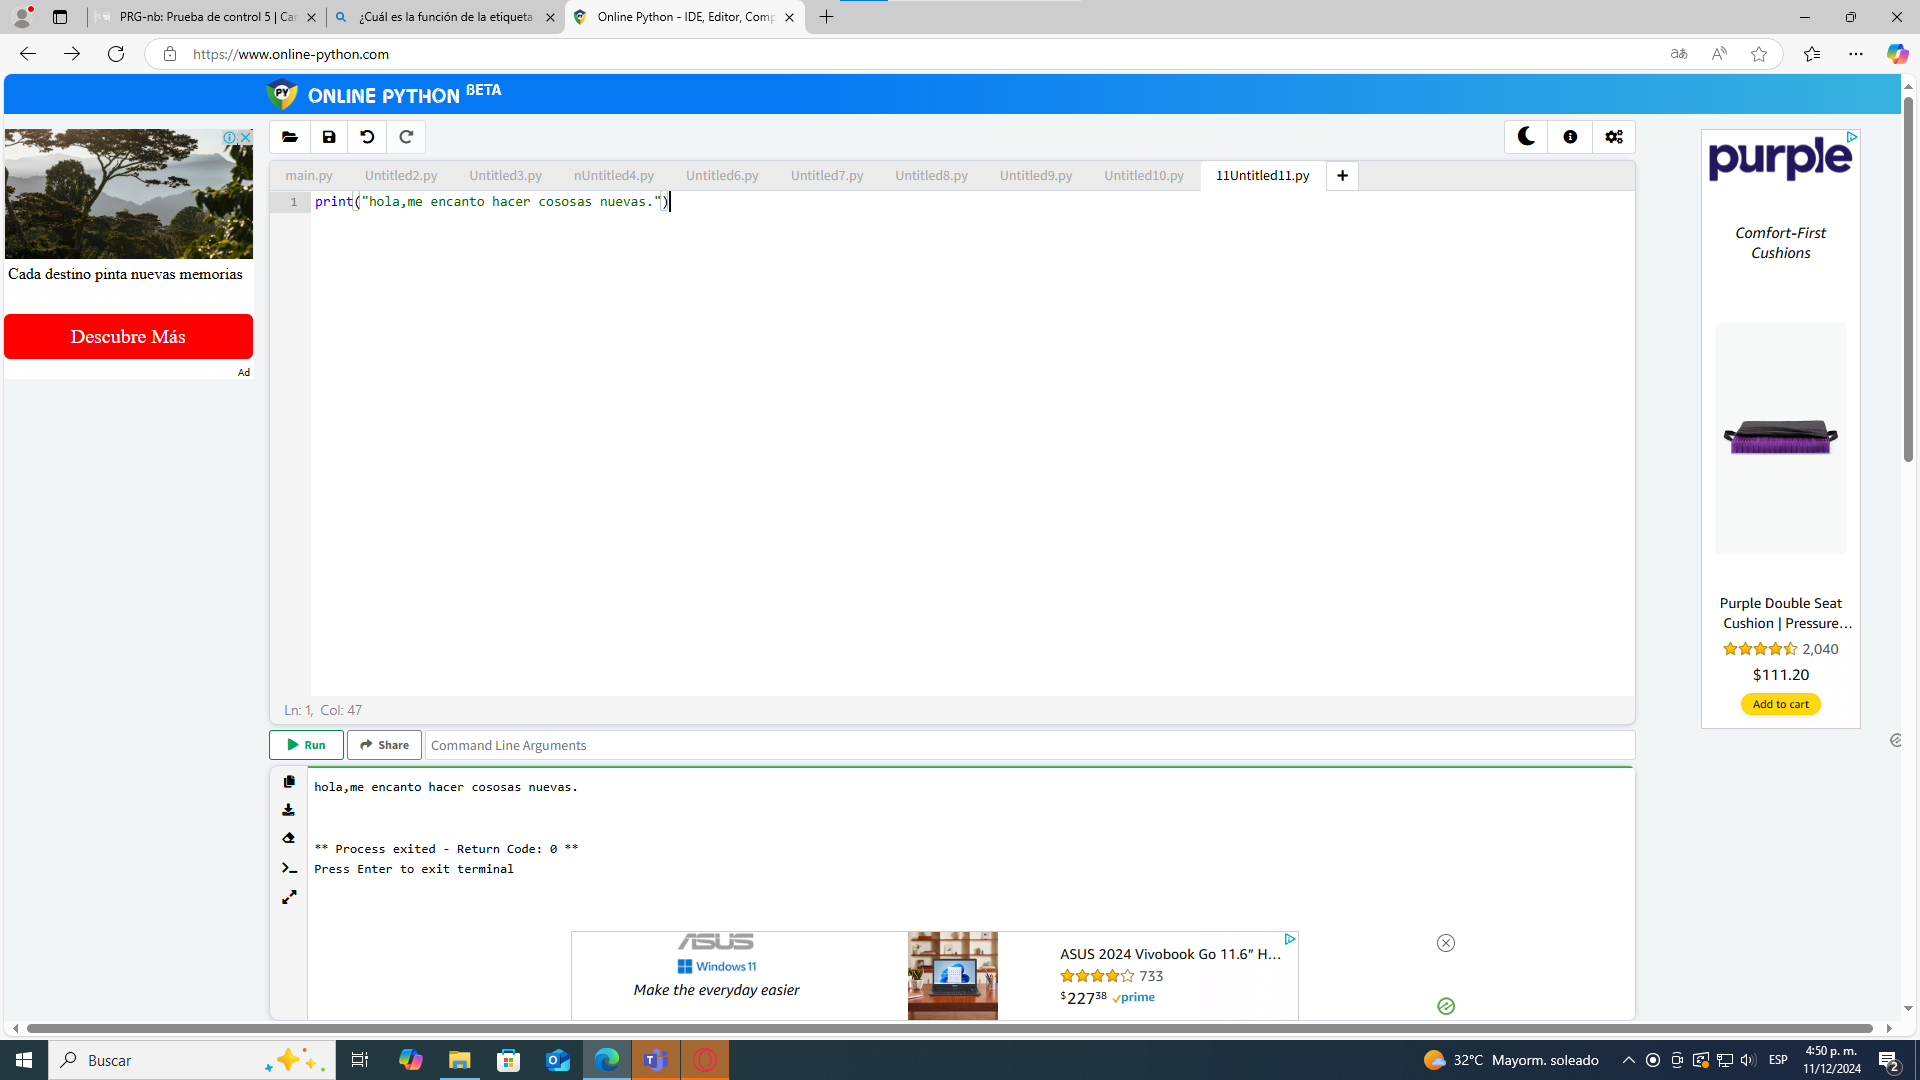 PRG-nb: Prueba de control 5 | Car
¿Cuál es la función de la etiqueta
Online Python - IDE, Editor, Comp
https://www.online-python.com
PY ONLINE PYTHON BETA
Cada destino pinta nuevas memorias
Descubre Más
Ad
main.py Untitled2.py Untitled3.py nUntitled4.py Untitled6.py Untitled7.py Untitled8.py Untitled9.py Untitled10.py 11Untitled11.py +
1 print("hola,me encanto hacer cososas nuevas.")
Ln: 1, Col: 47
Run Share Command Line Arguments
hola,me encanto hacer cososas nuevas.
** Process exited - Return Code: 0 **
Press Enter to exit terminal
purple
Comfort-First
Cushions
Purple Double Seat
Cushion | Pressure...
2,040
$111.20
Add to cart
ASUS
Windows 11
Make the everyday easier
ASUS 2024 Vivobook Go 11.6” H...
733
$22738 prime
Buscar
32°C Mayorm. soleado
ESP
4:50 p. m.
11/12/2024
2